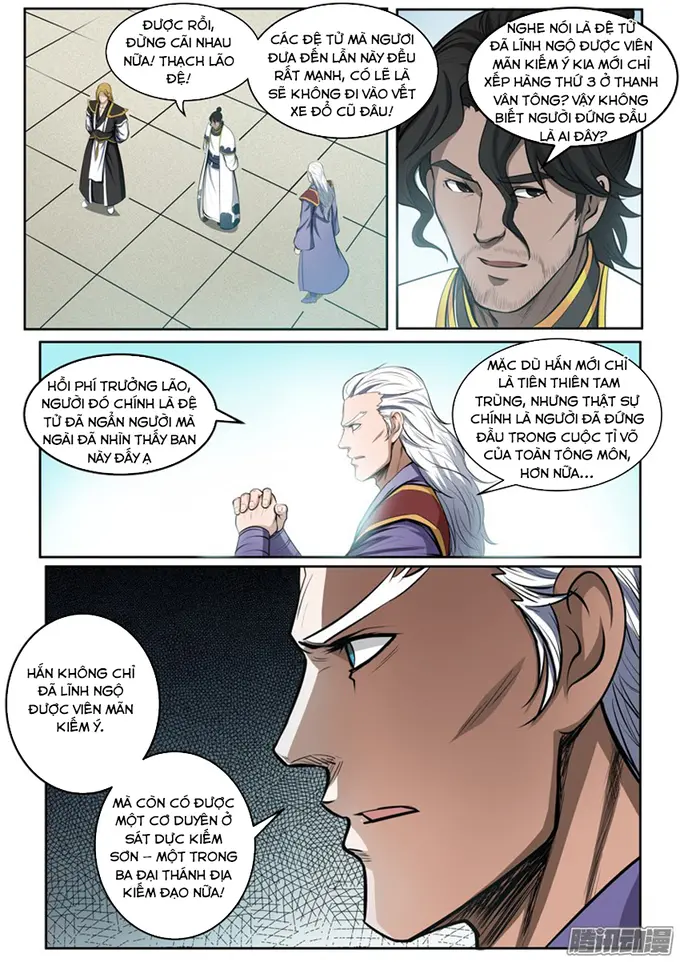 ĐƯỢC RỒI,
ĐỪNG CÃI NHAU
NỮA! THẠCH LÃO
ĐỆ!
CÁC ĐỆ TỬ MÀ NGƯƠI
ĐƯA ĐẾN LẦN NÀY ĐỀU
RẤT MẠNH, CÓ LẼ LÀ
SẼ KHÔNG ĐI VÀO VẾT
XE ĐỔ CŨ ĐÂU!
NGHE NÓI LÀ ĐỆ TỬ
ĐÃ LĨNH NGỘ ĐƯỢC VIÊN
MÃN KIẾM Ý KIA MỚI CHỈ
XẾP HÀNG THỨ 3 Ở THANH
VÂN TÔNG? VẬY KHÔNG
BIẾT NGƯỜI ĐỨNG ĐẦU
LÀ AI ĐÂY?
HỒI PHÍ TRƯỞNG LÃO,
NGƯỜI ĐÓ CHÍNH LÀ ĐỆ
TỬ ĐÃ NGẨN NGƯỜI MÀ
NGÀI ĐÃ NHÌN THẤY BAN
NÀY ĐẤY Ạ
MẶC DÙ HẮN MỚI CHỈ
LÀ TIÊN THIÊN TAM
TRÙNG, NHƯNG THẬT SỰ
CHÍNH LÀ NGƯỜI ĐÃ ĐỨNG
ĐẦU TRONG CUỘC TỈ VÕ
CỦA TOÀN TÔNG MÔN,
HƠN NỮA...
HẮN KHÔNG CHỈ
ĐÃ LĨNH NGỘ
ĐƯỢC VIÊN MÃN
KIẾM Ý.
MÀ CÒN CÓ ĐƯỢC
MỘT CƠ DUYÊN Ở
SÁT DỰC KIẾM
SƠN – MỘT TRONG
BA ĐẠI THÁNH ĐỊA
KIẾM ĐẠO NỮA!
腾讯动漫